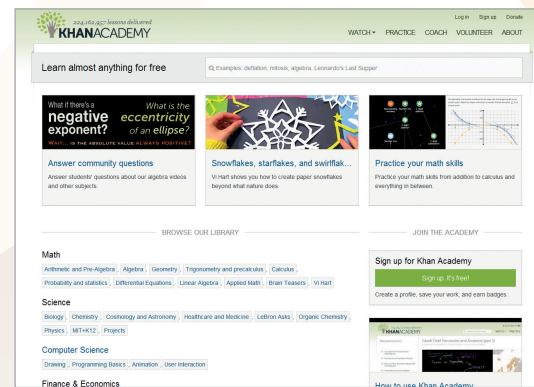 224,162,957 lessons delivered
KHANACADEMY
Log in Sign up Donate
WATCH PRACTICE COACH VOLUNTEER ABOUT
Learn almost anything for free
Examples: deflation, mitosis, algebra, Leonardo's Last Supper
What if there's a
negative
exponent?
What is the
eccentricity
of an ellipse?
WAIT... IS THE ABSOLUTE VALUE ALWAYS POSITIVE?
Answer community questions
Answer students' questions about our algebra videos
and other subjects.
Snowflakes, starflakes, and swirlflak...
Vi Hart shows you how to create paper snowflakes
beyond what nature does.
Practice your math skills
Practice your math skills from addition to calculus and
everything in between.
BROWSE OUR LIBRARY
JOIN THE ACADEMY
Math
Arithmetic and Pre-Algebra , Algebra , Geometry , Trigonometry and precalculus , Calculus ,
Probability and statistics , Differential Equations , Linear Algebra , Applied Math , Brain Teasers , Vi Hart
Science
Biology , Chemistry , Cosmology and Astronomy , Healthcare and Medicine , LeBron Asks , Organic Chemistry ,
Physics , MIT+K12 , Projects
Computer Science
Drawing , Programming Basics , Animation , User Interaction
Finance & Economics
Sign up for Khan Academy
Sign up. It's free!
Create a profile, save your work, and earn badges.
KHANACADEMY
How to use Khan Academy